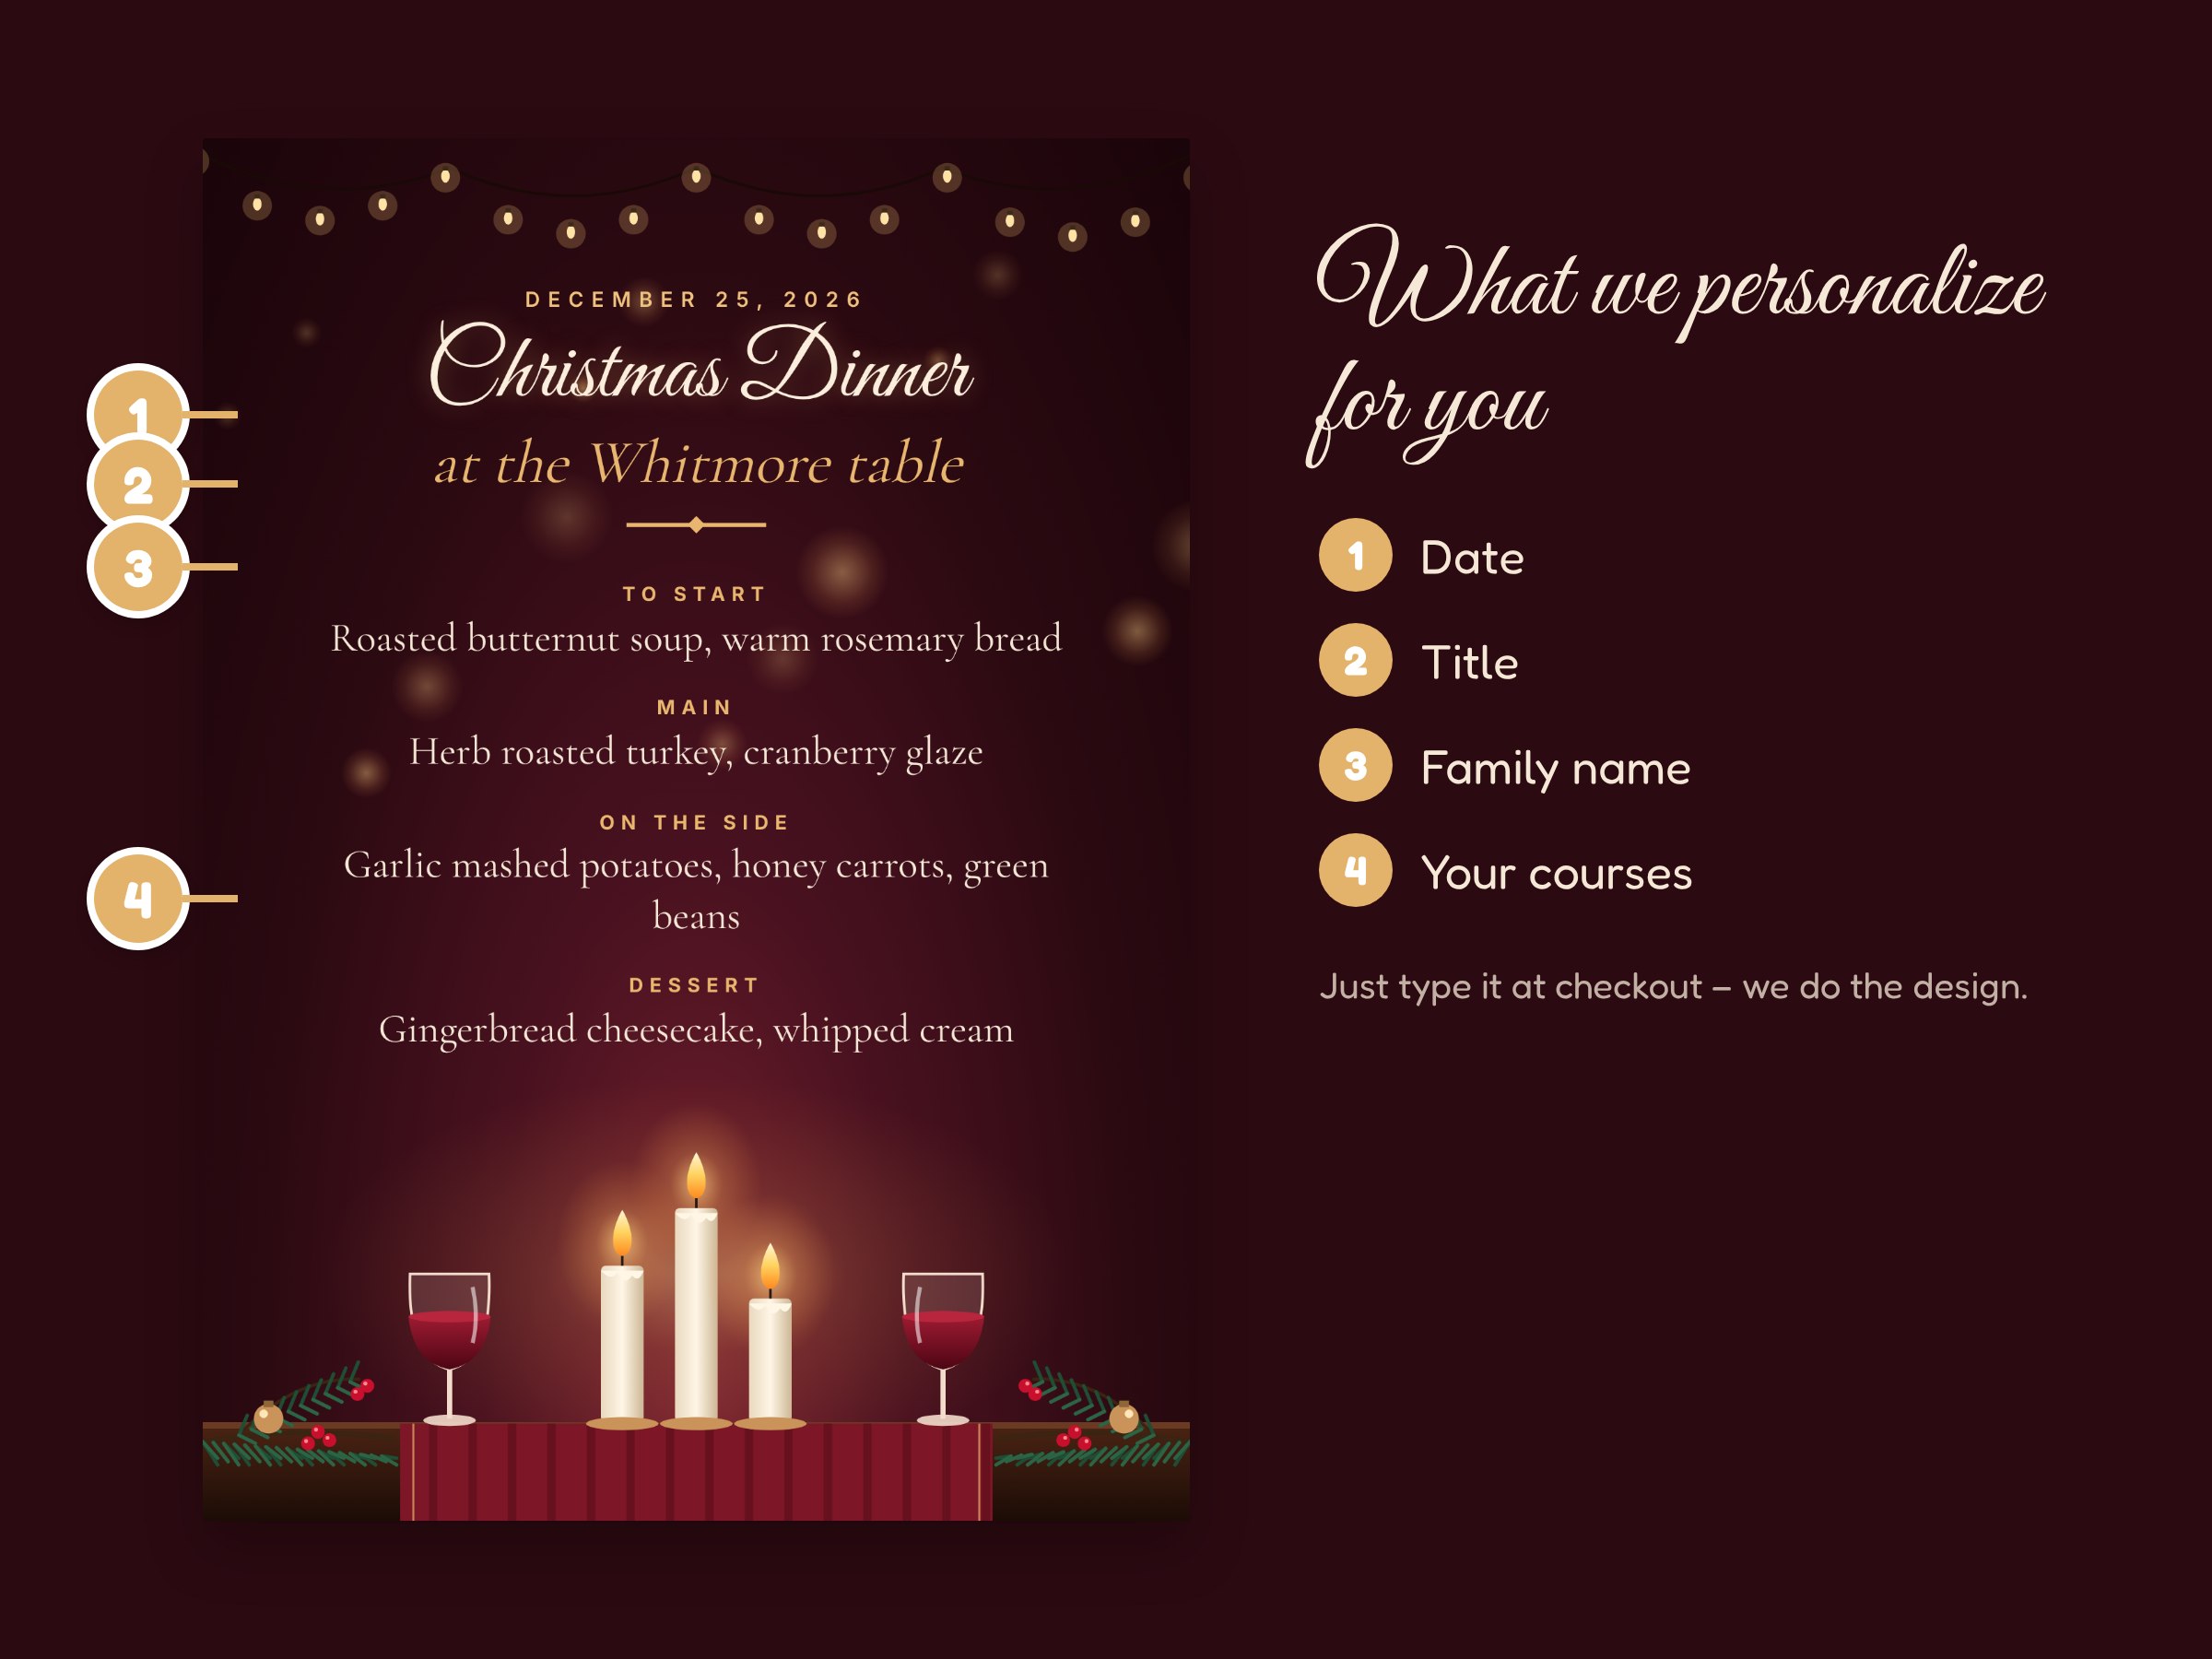 DECEMBER 25, 2026
Christmas Dinner
at the Whitmore table
TO START
Roasted butternut soup, warm rosemary bread
MAIN
Herb roasted turkey, cranberry glaze
ON THE SIDE
Garlic mashed potatoes, honey carrots, green
beans
DESSERT
Gingerbread cheesecake, whipped cream
1
2
3
4
What we personalize
for you
1 Date
2 Title
3 Family name
4 Your courses
Just type it at checkout – we do the design.